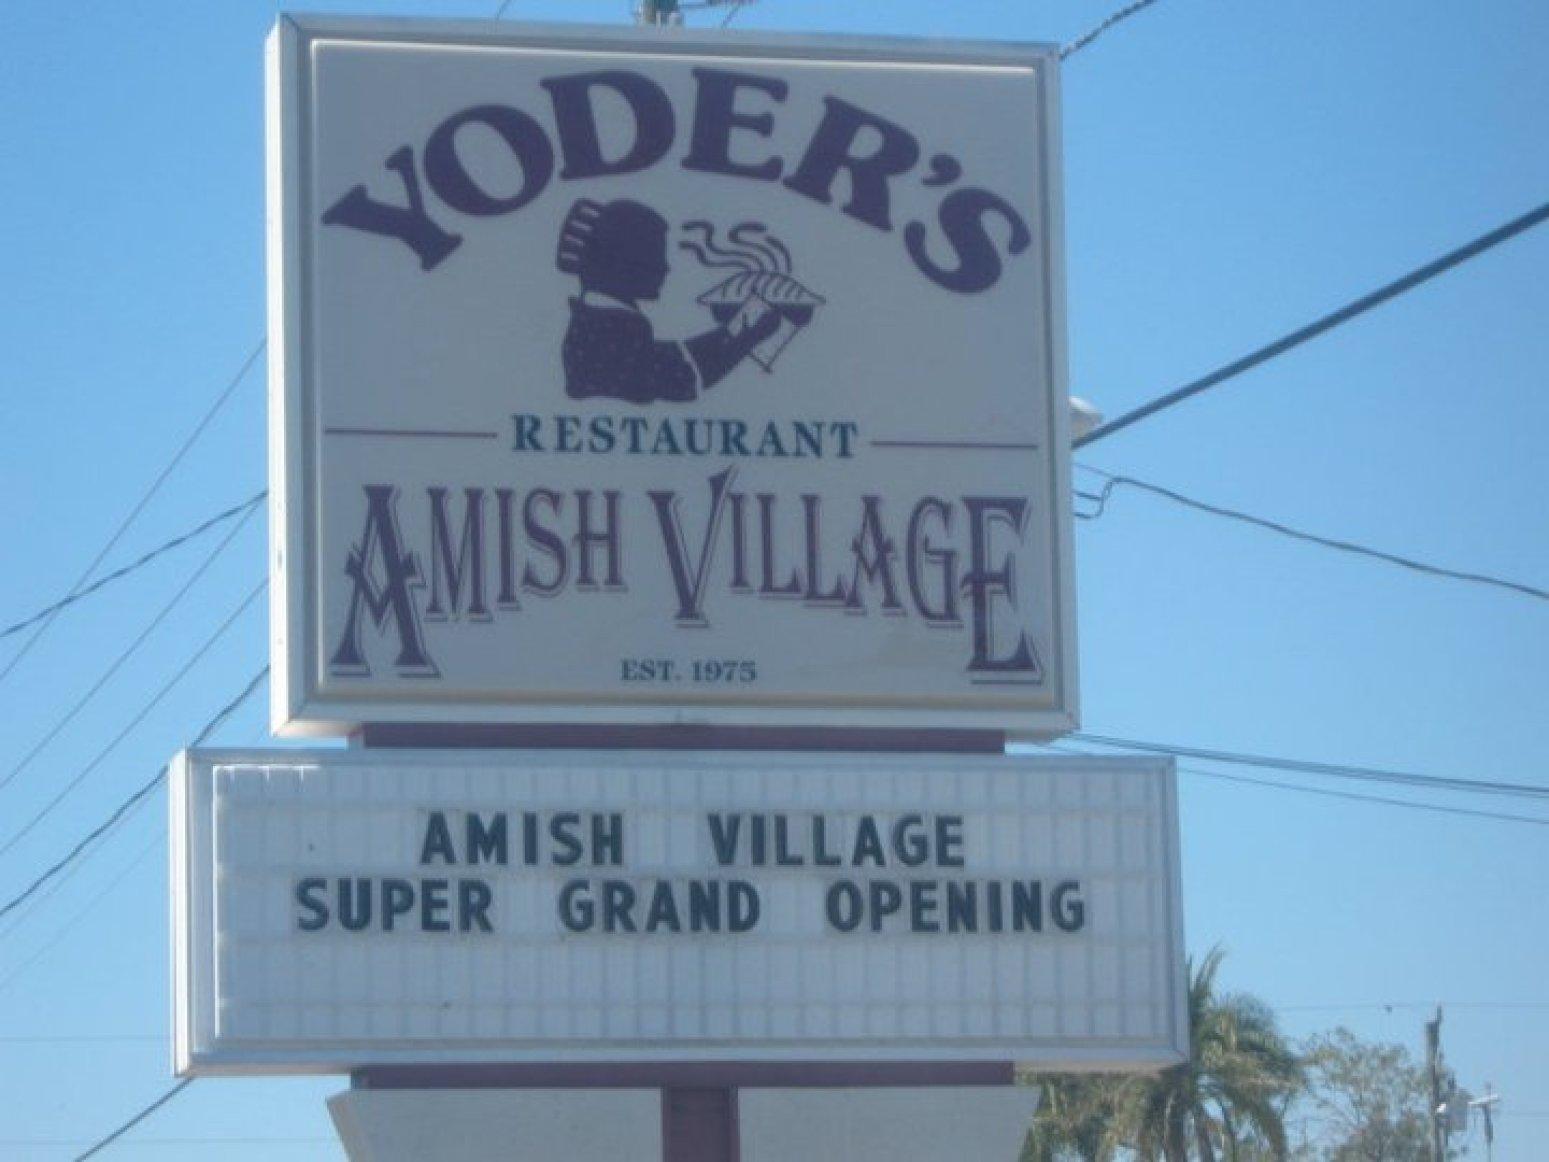 YODER'S
RESTAURANT
AMISH VILLAGE
EST. 1975
AMISH VILLAGE
SUPER GRAND OPENING